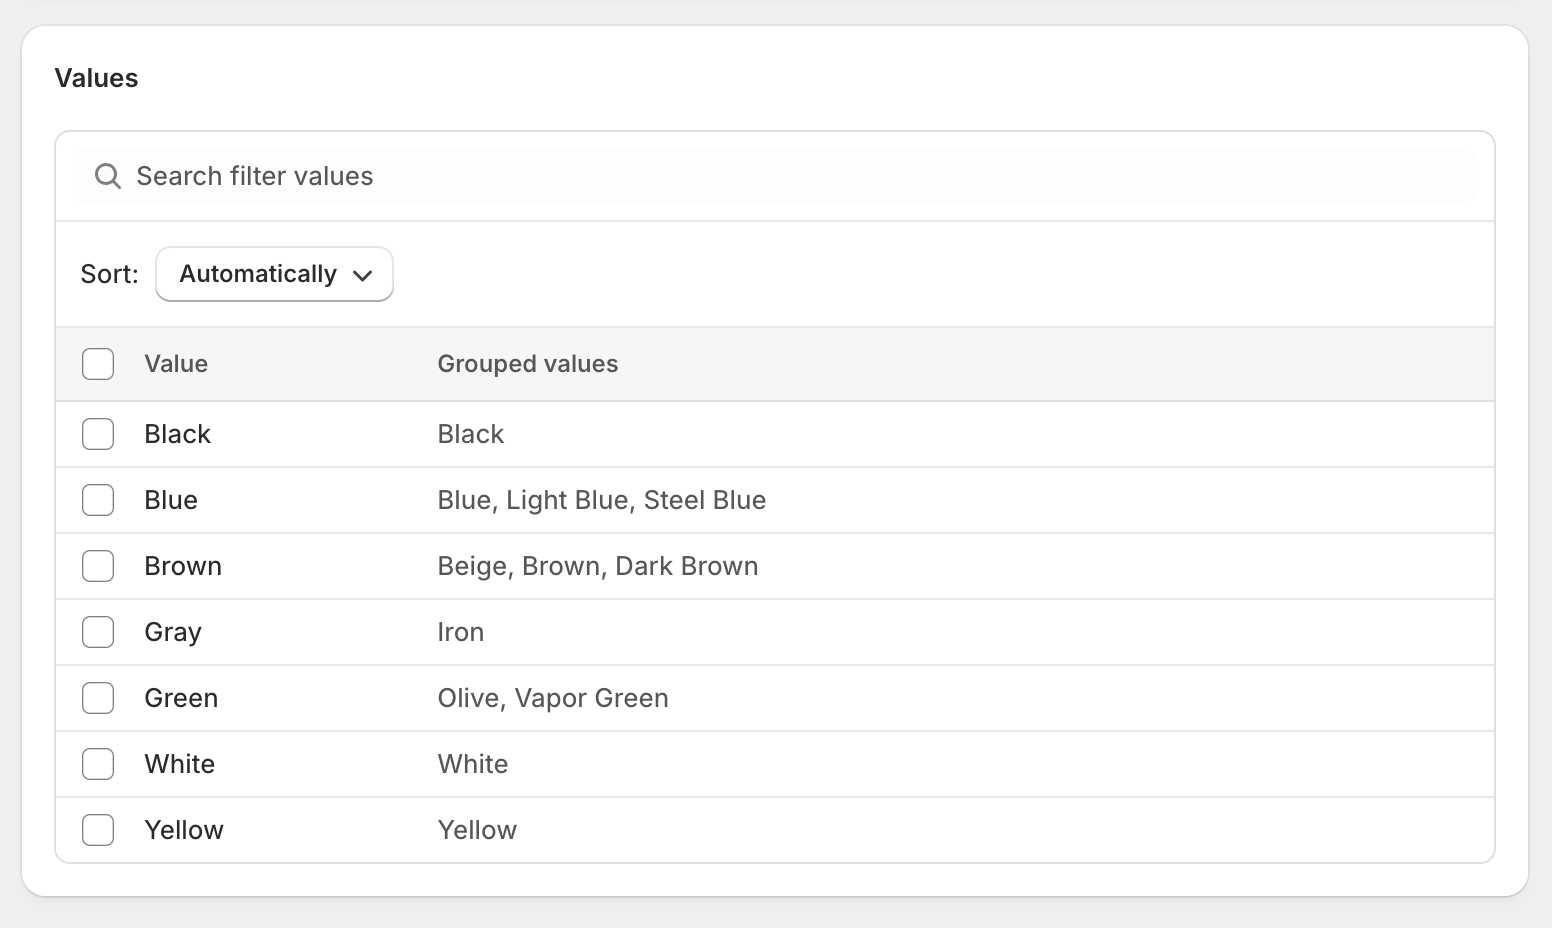 Values
Search filter values
Sort: Automatically
Value Grouped values
Black Black
Blue Blue, Light Blue, Steel Blue
Brown Beige, Brown, Dark Brown
Gray Iron
Green Olive, Vapor Green
White White
Yellow Yellow